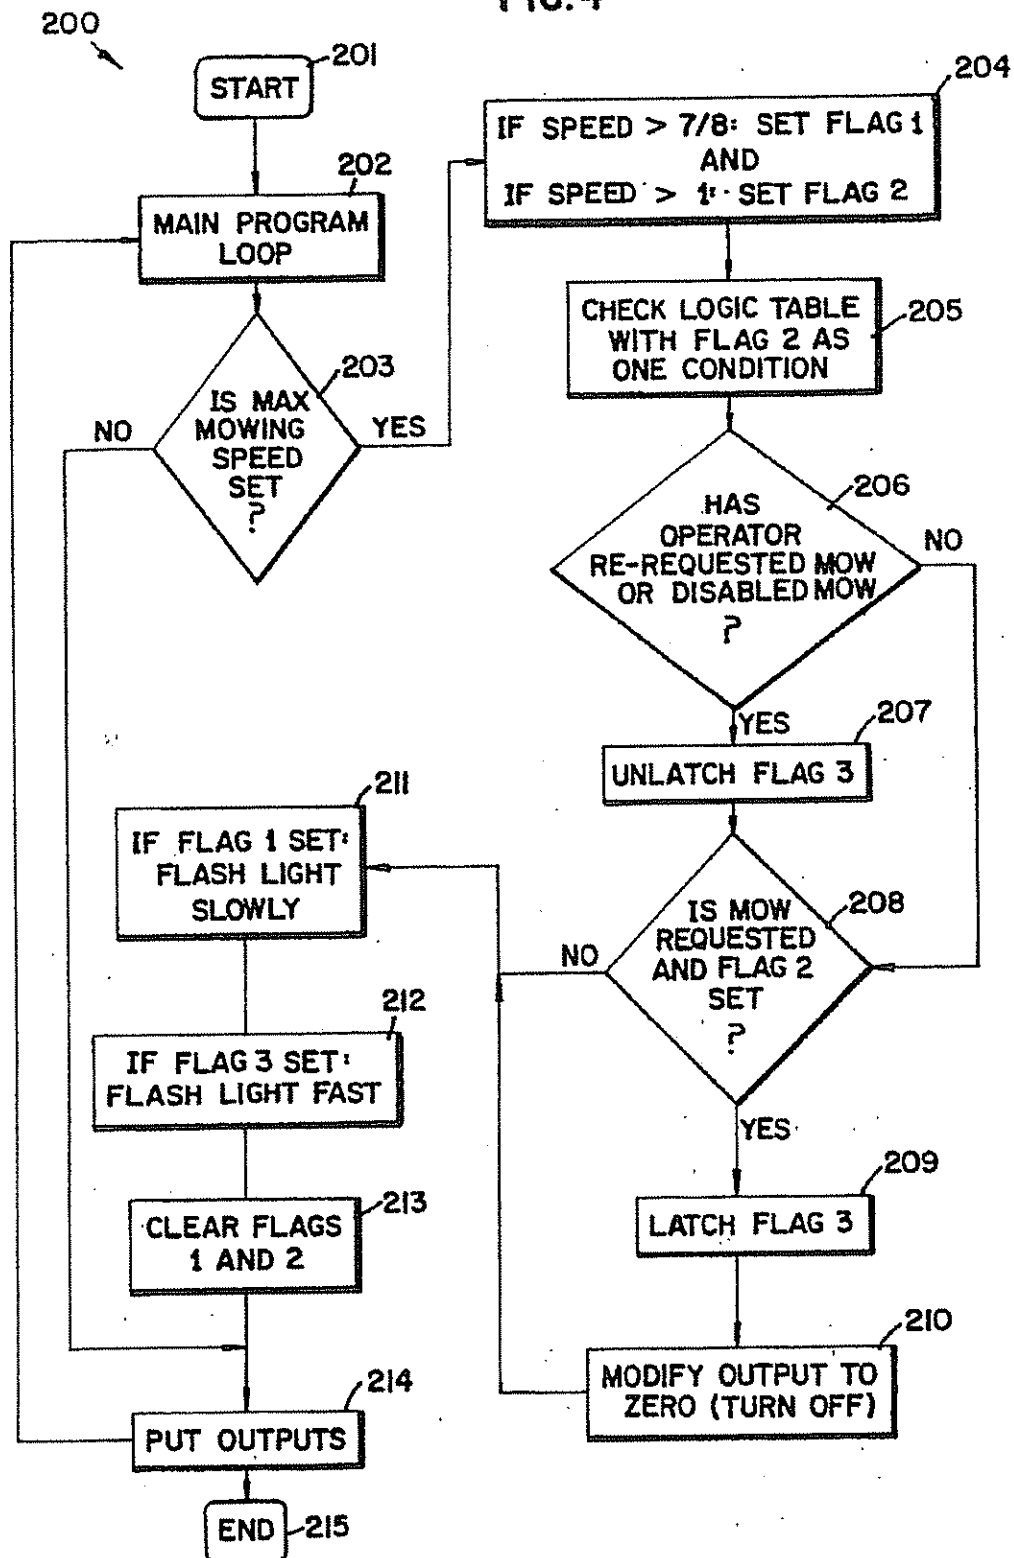 200
201
START
202
MAIN PROGRAM
LOOP
203
IS MAX
MOWING
SPEED
SET
?
NO
YES
204
IF SPEED > 7/8: SET FLAG 1
AND
IF SPEED > 1: SET FLAG 2
205
CHECK LOGIC TABLE
WITH FLAG 2 AS
ONE CONDITION
206
HAS
OPERATOR
RE-REQUESTED MOW
OR DISABLED MOW
?
NO
YES
207
UNLATCH FLAG 3
208
IS MOW
REQUESTED
AND FLAG 2
SET
?
NO
YES
209
LATCH FLAG 3
210
MODIFY OUTPUT TO
ZERO (TURN OFF)
211
IF FLAG 1 SET:
FLASH LIGHT
SLOWLY
212
IF FLAG 3 SET:
FLASH LIGHT FAST
213
CLEAR FLAGS
1 AND 2
214
PUT OUTPUTS
END
215